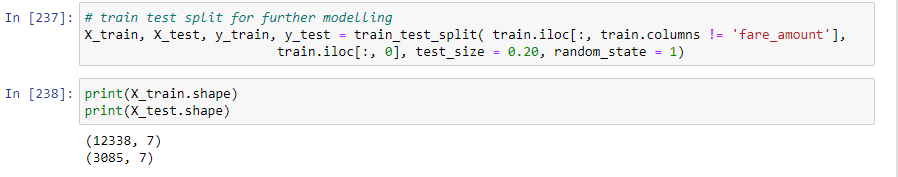 In [237]: # train test split for further modelling
X_train, X_test, y_train, y_test = train_test_split( train.iloc[:, train.columns != 'fare_amount'],
train.iloc[:, 0], test_size = 0.20, random_state = 1)
In [238]: print(X_train.shape)
print(X_test.shape)
(12338, 7)
(3085, 7)